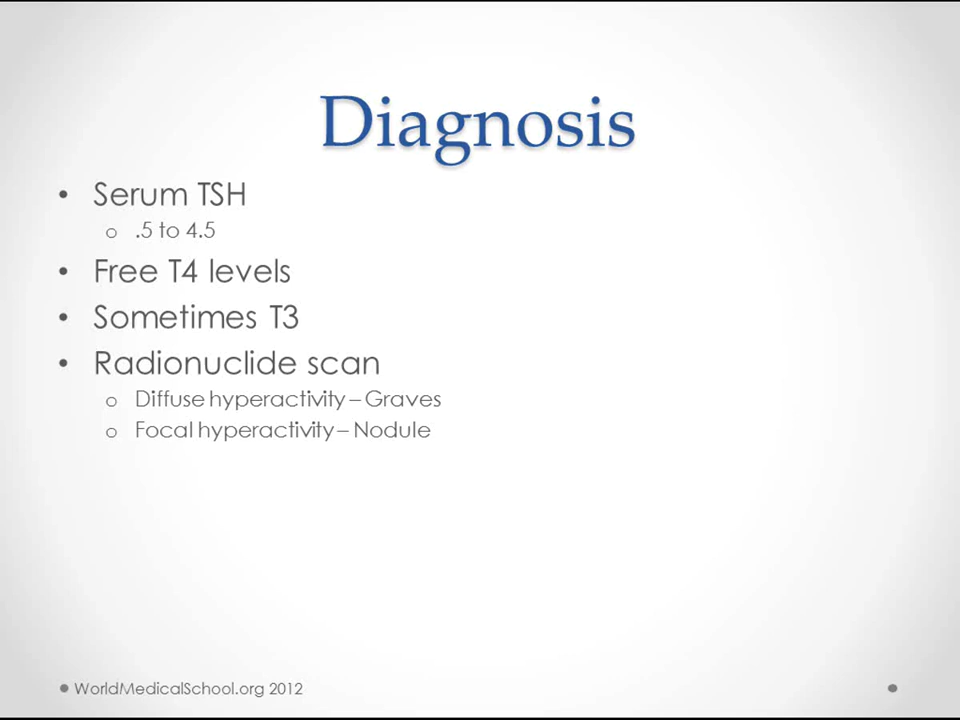 Diagnosis
• Serum TSH
o .5 to 4.5
• Free T4 levels
• Sometimes T3
• Radionuclide scan
o Diffuse hyperactivity – Graves
o Focal hyperactivity – Nodule
WorldMedicalSchool.org 2012